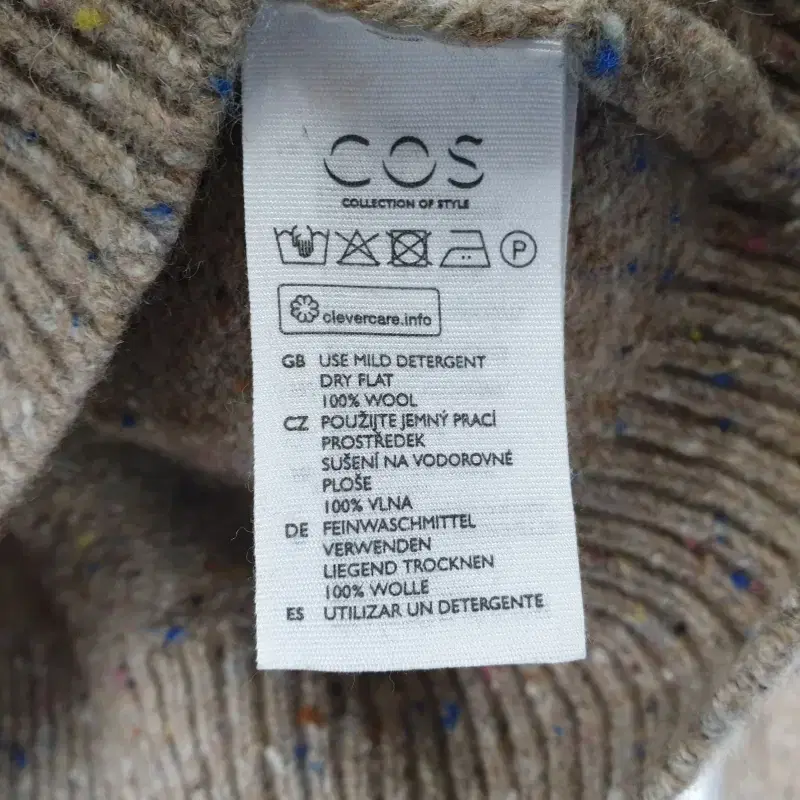 COS
COLLECTION OF STYLE
P
clevercare.info
GB USE MILD DETERGENT
DRY FLAT
100% WOOL
CZ POUŽIJTE JEMNÝ PRACÍ
PROSTŘEDEK
SUŠENÍ NA VODOROVNÉ
PLOŠE
100% VLNA
DE FEINWASCHMITTEL
VERWENDEN
LIEGEND TROCKNEN
100% WOLLE
ES UTILIZAR UN DETERGENTE